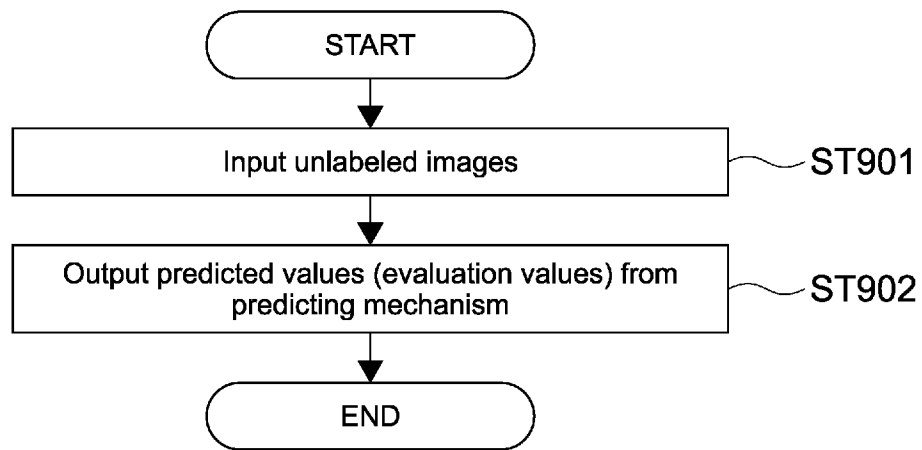 START
Input unlabeled images
ST901
Output predicted values (evaluation values) from
predicting mechanism
ST902
END